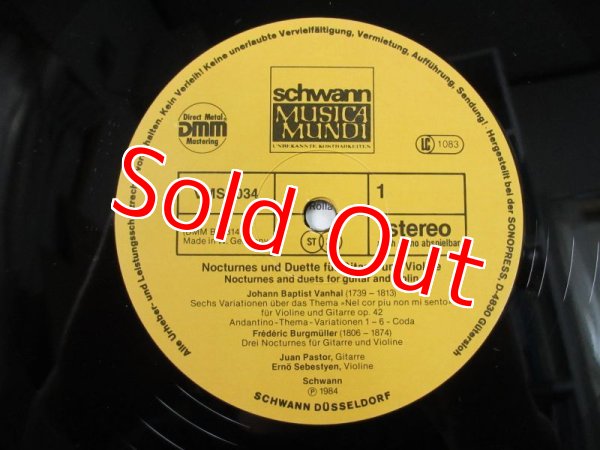 Alle Urheber- und Leistungsschutzrechte vorbehalten. Kein Verleih! Keine unerlaubte Vervielfältigung, Vermietung, Aufführung, Sendung! · Hergestellt bei der SONOPRESS, D-4830 Gütersloh
schwann
MUSICA
MUNDI
UNBEKANNTE KOSTBARKEITEN
Direct Metal
DMM
Mastering
LC 1083
034
1
stereo
Made in W. Germany
ST
Sold Out
Nocturnes und Duette Violine
Nocturnes and duets for guitar and violin
Johann Baptist Vanhal (1739 – 1813)
Sechs Variationen über das Thema »Nel cor piu non mi sento«
für Violine und Gitarre op. 42
Andantino-Thema-Variationen 1 – 6 - Coda
Frédéric Burgmüller (1806 – 1874)
Drei Nocturnes für Gitarre und Violine
Juan Pastor, Gitarre
Ernö Sebestyen, Violine
Schwann
Ⓟ 1984
SCHWANN DÜSSELDORF